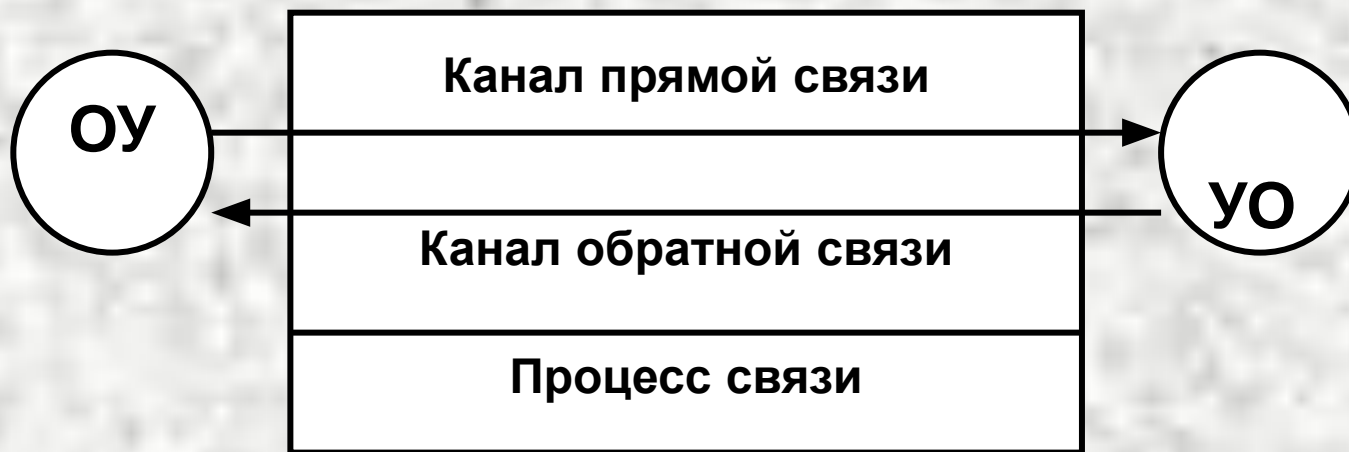 Канал прямой связи
ОУ
УО
Канал обратной связи
Процесс связи